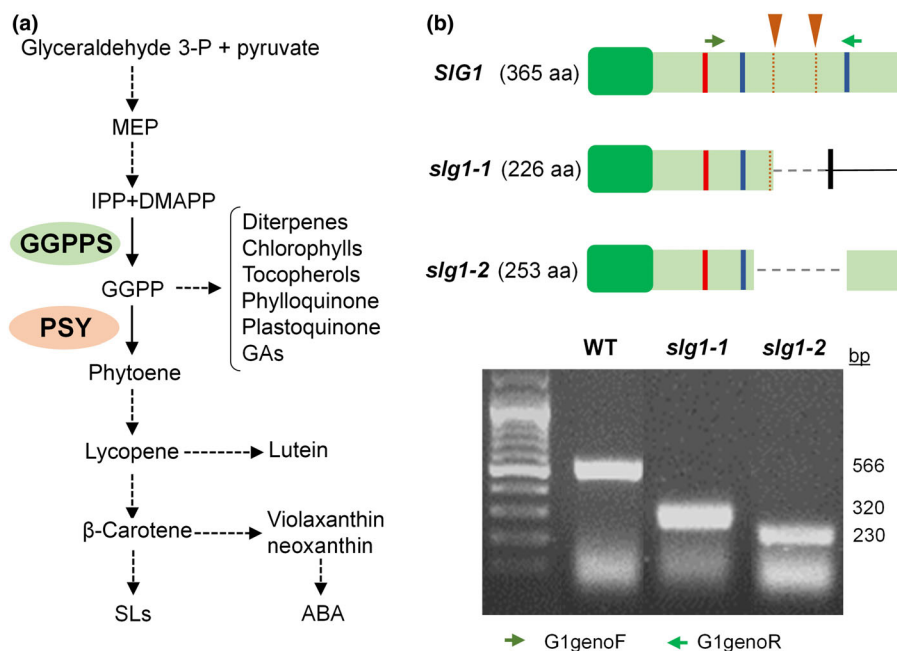 (a)
Glyceraldehyde 3-P + pyruvate
MEP
IPP+DMAPP
GGPPS
GGPP
Diterpenes
Chlorophylls
Tocopherols
Phylloquinone
Plastoquinone
GAs
PSY
Phytoene
Lycopene
Lutein
β-Carotene
Violaxanthin
neoxanthin
SLs
ABA
(b)
SlG1 (365 aa)
slg1-1 (226 aa)
slg1-2 (253 aa)
WT slg1-1 slg1-2 bp
566
320
230
G1genoF G1genoR